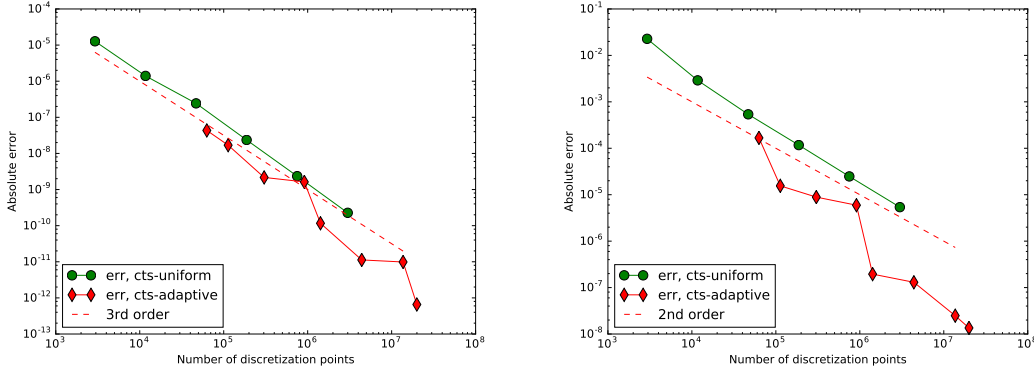 10^-4
10^-5
10^-6
10^-7
10^-8
10^-9
10^-10
10^-11
10^-12
10^-13
Absolute error
10^3 10^4 10^5 10^6 10^7 10^8
Number of discretization points
err, cts-uniform
err, cts-adaptive
3rd order
10^-1
10^-2
10^-3
10^-4
10^-5
10^-6
10^-7
10^-8
Absolute error
10^3 10^4 10^5 10^6 10^7 10^8
Number of discretization points
err, cts-uniform
err, cts-adaptive
2nd order